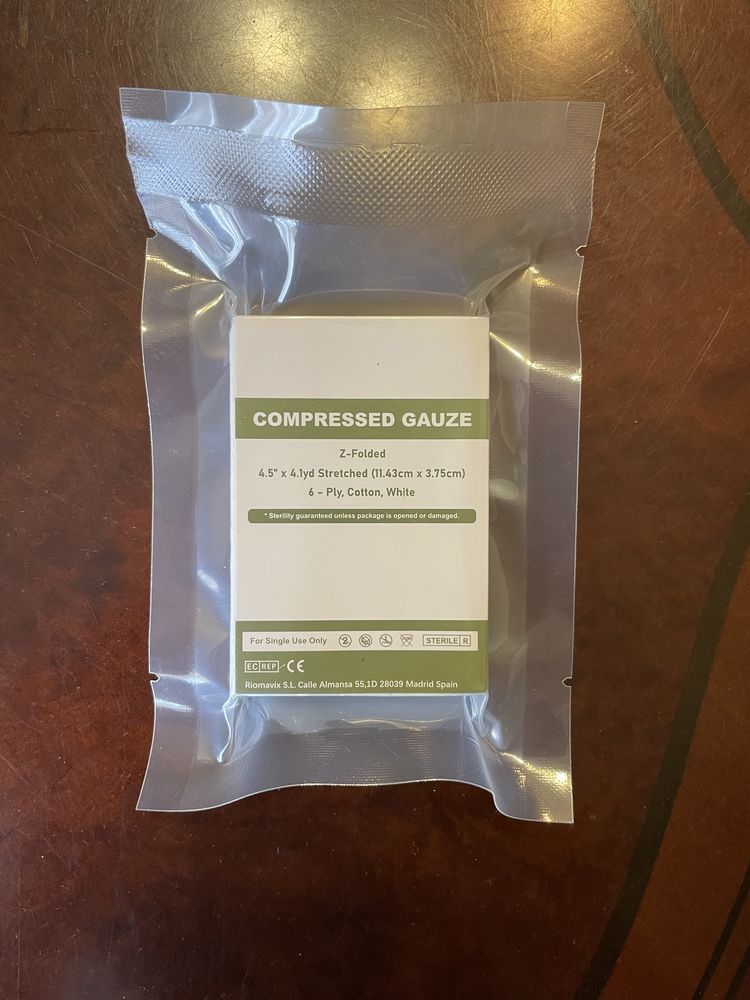 COMPRESSED GAUZE
Z-Folded
4.5" x 4.1yd Stretched (11.43cm x 3.75cm)
6 - Ply, Cotton, White
* Sterility guaranteed unless package is opened or damaged.
For Single Use Only 2 STERILE R
EC REP CE
Riomavix S.L. Calle Almansa 55,1D 28039 Madrid Spain